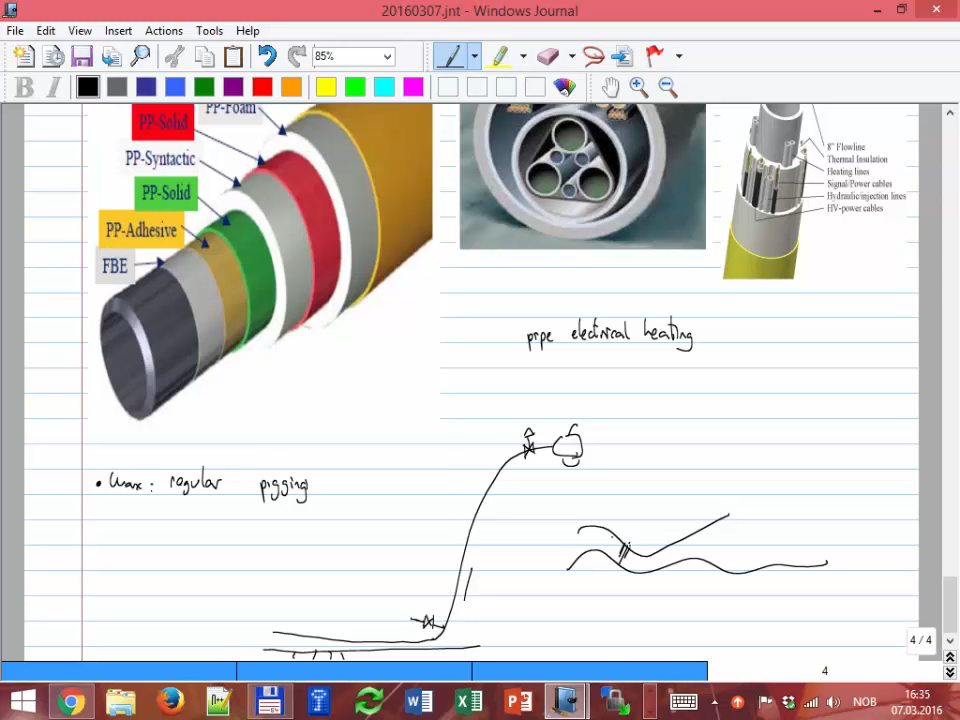 20160307.jnt - Windows Journal
File Edit View Insert Actions Tools Help
85%
B I
PP-Foam
PP-Solid
PP-Syntactic
PP-Solid
PP-Adhesive
FBE
8" Flowline
Thermal Insulation
Heating lines
Signal/Power cables
Hydraulic/injection lines
HV-power cables
pipe electrical heating
• Wax: regular pigging
4 / 4
4
NOB
16:35
07.03.2016